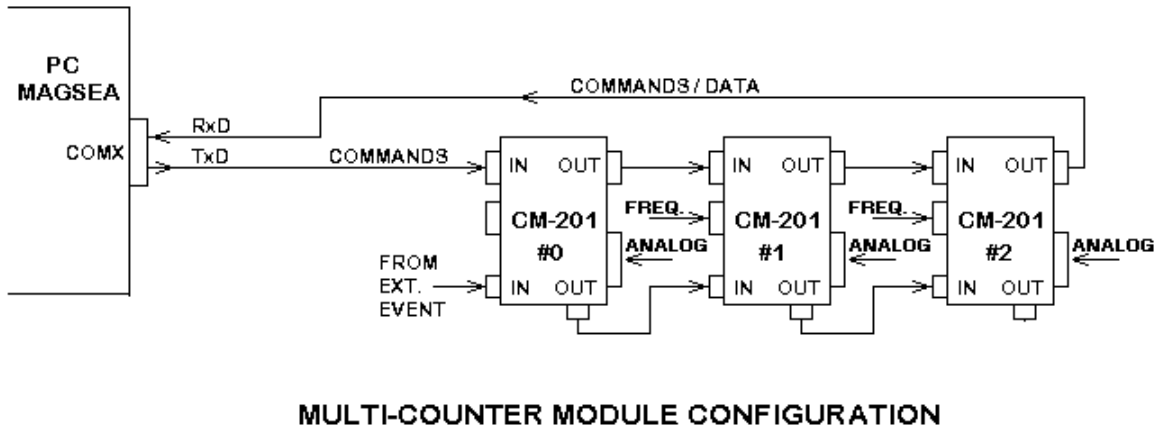 PC
MAGSEA
COMX
RxD
TxD
COMMANDS
COMMANDS / DATA
IN OUT
CM-201
#0
IN OUT
FROM
EXT.
EVENT
FREQ.
ANALOG
IN OUT
CM-201
#1
IN OUT
FREQ.
ANALOG
IN OUT
CM-201
#2
IN OUT
ANALOG
MULTI-COUNTER MODULE CONFIGURATION